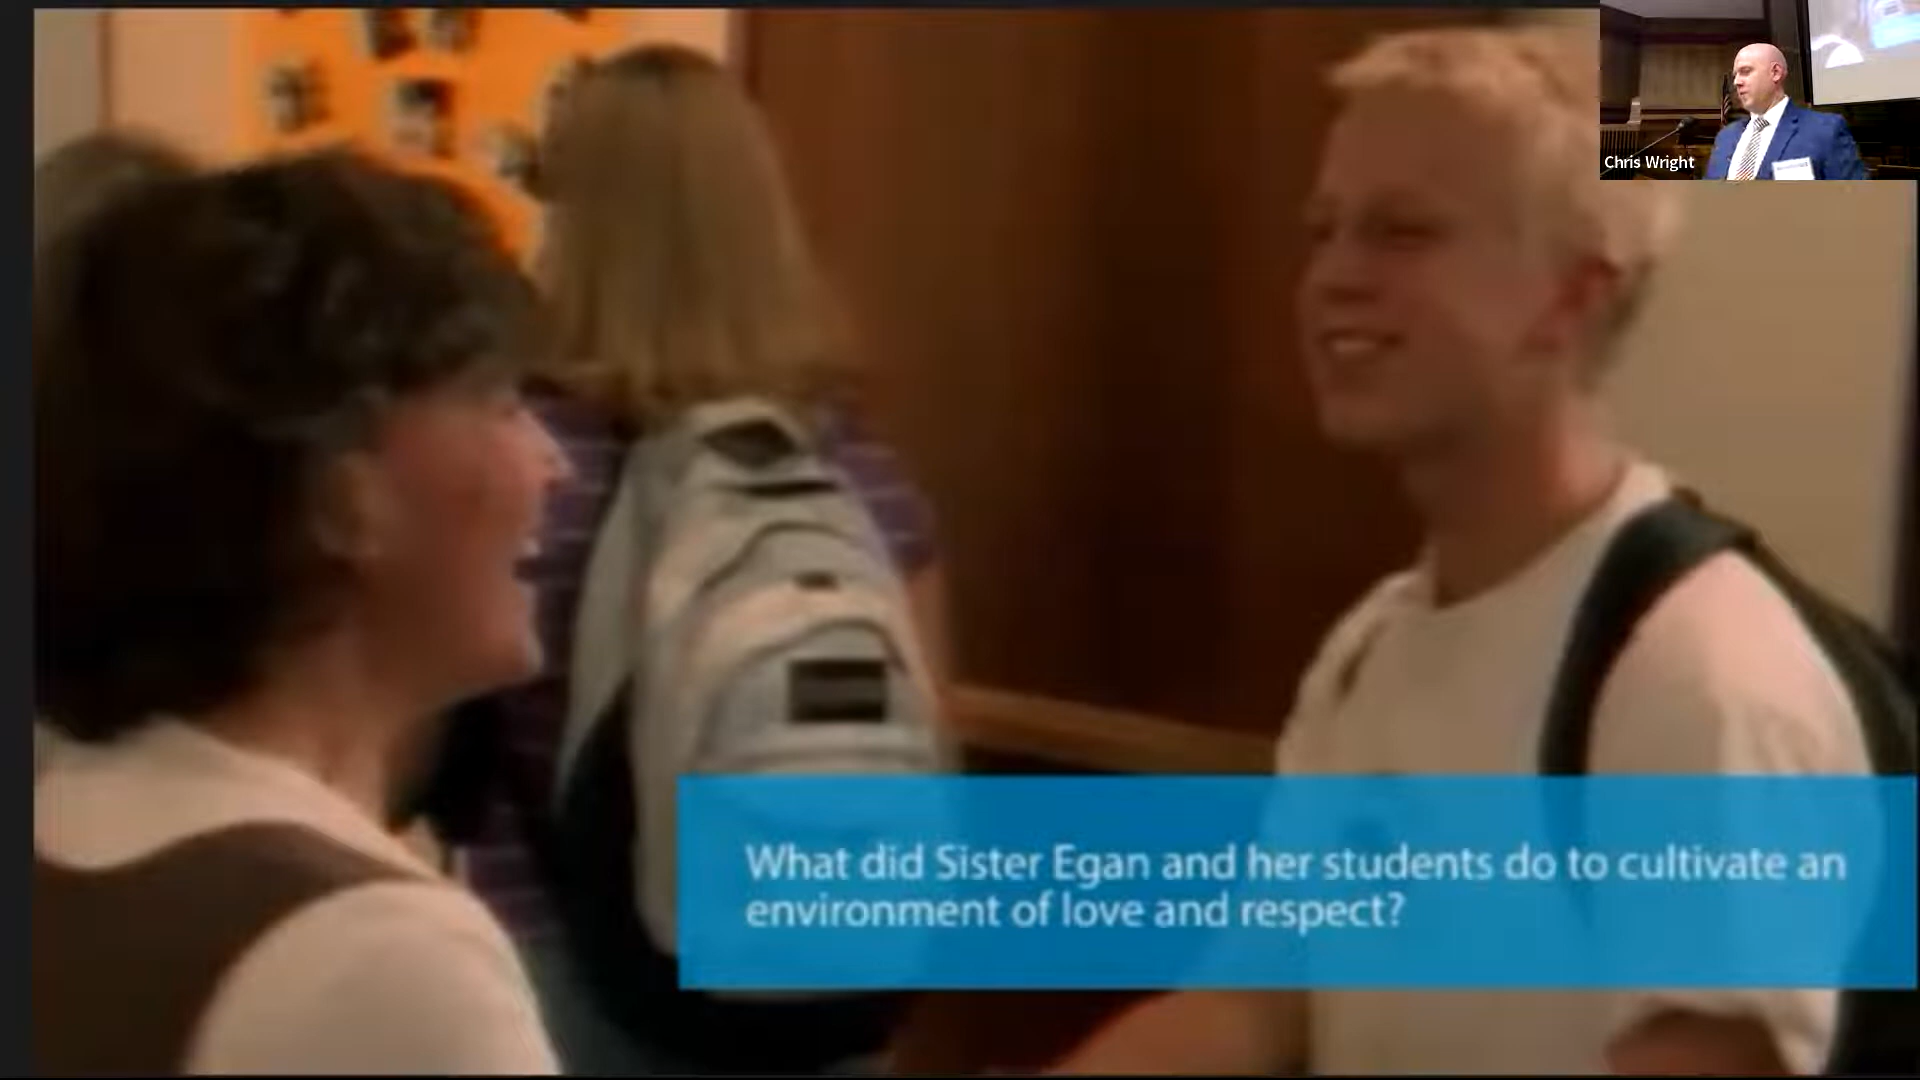 Chris Wright
What did Sister Egan and her students do to cultivate an
environment of love and respect?